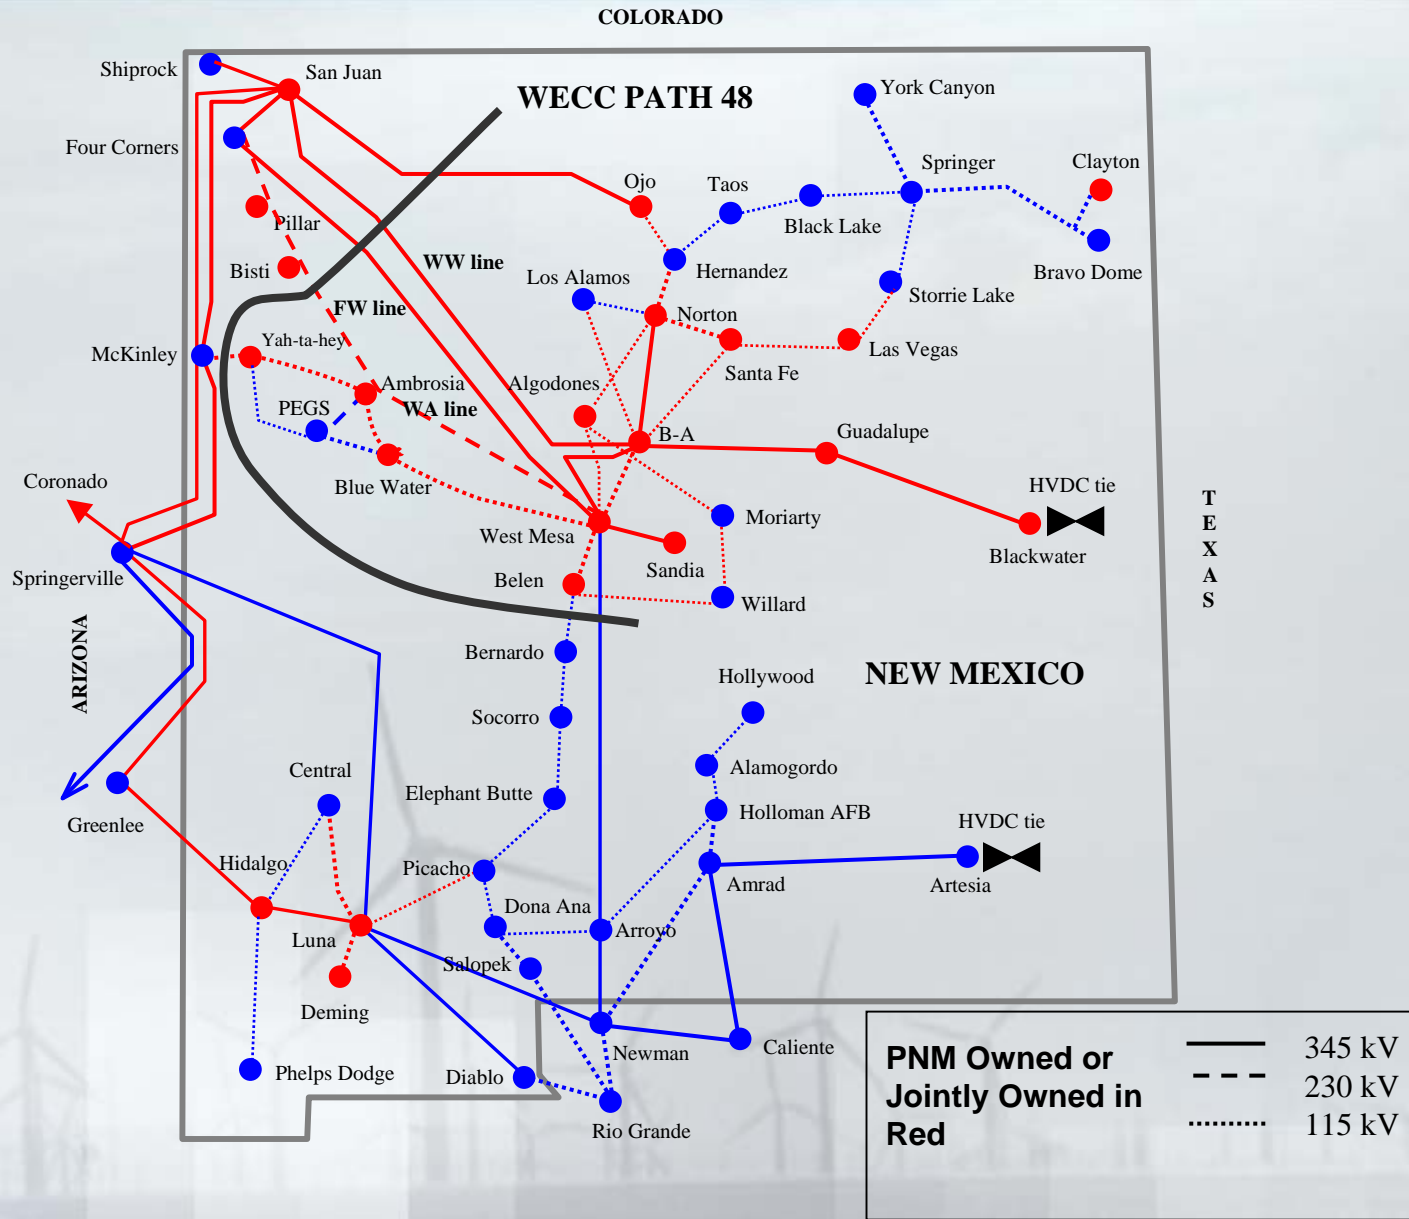 COLORADO
Shiprock
San Juan
WECC PATH 48
York Canyon
Four Corners
Springer
Clayton
Ojo
Taos
Pillar
Black Lake
Bisti
WW line
Los Alamos
Hernandez
Bravo Dome
FW line
Storrie Lake
Norton
McKinley
Yah-ta-hey
Las Vegas
Santa Fe
Ambrosia
Algodones
PEGS
WA line
B-A
Guadalupe
Coronado
Blue Water
HVDC tie
T
E
X
A
S
West Mesa
Moriarty
Blackwater
Springerville
Sandia
Belen
Willard
ARIZONA
Bernardo
Hollywood
NEW MEXICO
Socorro
Central
Alamogordo
Elephant Butte
Greenlee
Holloman AFB
HVDC tie
Hidalgo
Picacho
Amrad
Artesia
Dona Ana
Luna
Arroyo
Salopek
Deming
Newman
Caliente
Phelps Dodge
Diablo
Rio Grande
PNM Owned or
Jointly Owned in
Red
345 kV
230 kV
115 kV